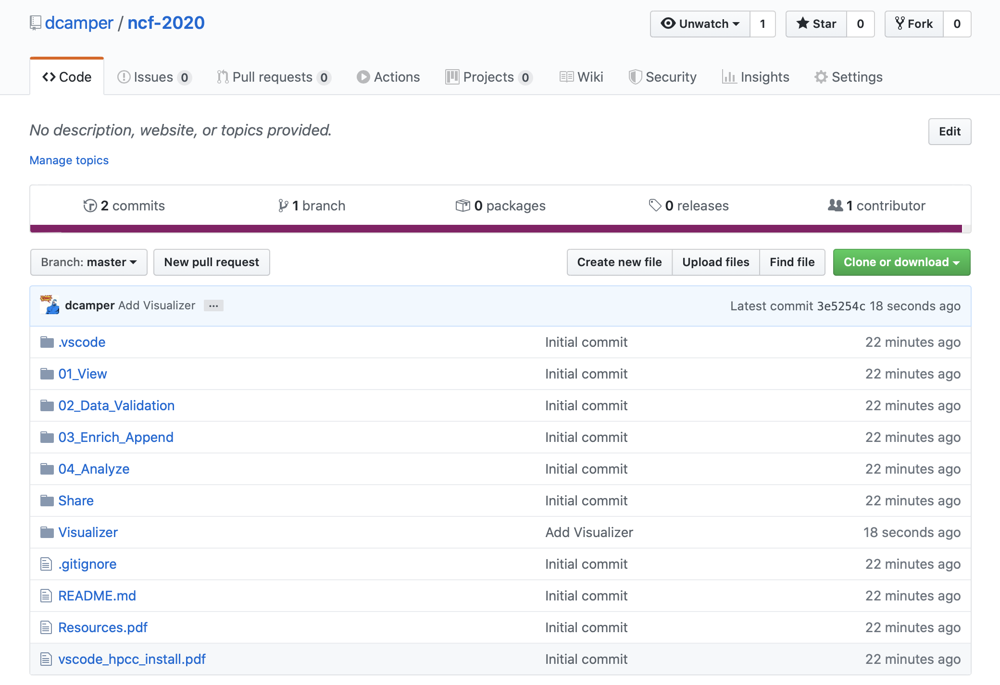 dcamper / ncf-2020
Unwatch 1 Star 0 Fork 0
Code Issues 0 Pull requests 0 Actions Projects 0 Wiki Security Insights Settings
No description, website, or topics provided.
Edit
Manage topics
2 commits 1 branch 0 packages 0 releases 1 contributor
Branch: master New pull request Create new file Upload files Find file Clone or download
dcamper Add Visualizer ... Latest commit 3e5254c 18 seconds ago
.vscode Initial commit 22 minutes ago
01_View Initial commit 22 minutes ago
02_Data_Validation Initial commit 22 minutes ago
03_Enrich_Append Initial commit 22 minutes ago
04_Analyze Initial commit 22 minutes ago
Share Initial commit 22 minutes ago
Visualizer Add Visualizer 18 seconds ago
.gitignore Initial commit 22 minutes ago
README.md Initial commit 22 minutes ago
Resources.pdf Initial commit 22 minutes ago
vscode_hpcc_install.pdf Initial commit 22 minutes ago